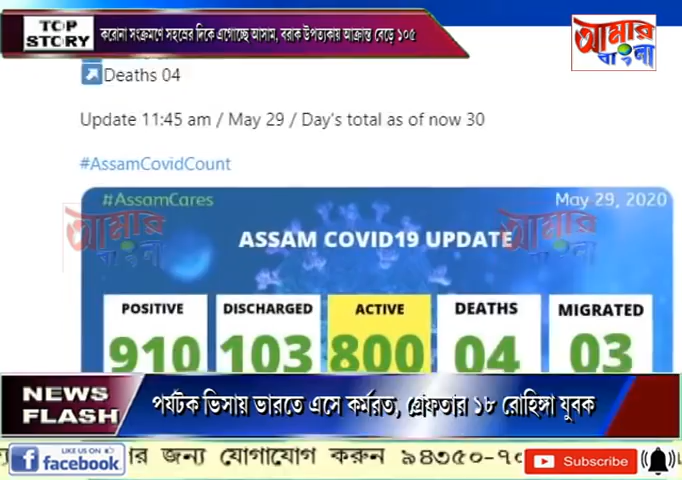 TOP
STORY
করোনা সংক্রমণে সহস্রের দিকে এগোচ্ছে আসাম, বরাক উপত্যকায় আক্রান্ত বেড়ে ১০৫
আমার
বাংলা
Deaths 04
Update 11:45 am / May 29 / Day's total as of now 30
#AssamCovidCount
#AssamCares
May 29, 2020
আমার
বাংলা
আমার
বাংলা
ASSAM COVID19 UPDATE
POSITIVE DISCHARGED ACTIVE DEATHS MIGRATED
910 103 800 04 03
NEWS
FLASH
পর্যটক ভিসায় ভারতে এসে কর্মরত, গ্রেফতার ১৮ রোহিঙ্গা যুবক
LIKE US ON
facebook
র জন্য যোগাযোগ করুন ৯৪৩৫০-৭
Subscribe